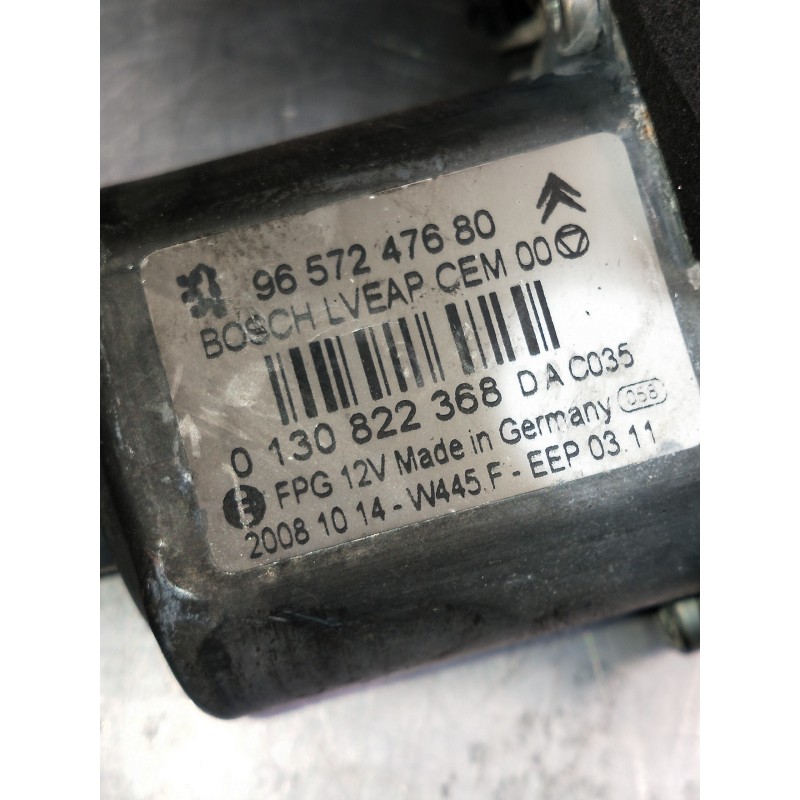 96 572 476 80
BOSCH LVEAP CEM 00
0 130 822 368 D A C035
FPG 12V Made in Germany 058
2008 10 14 - W445.F - EEP 03.11